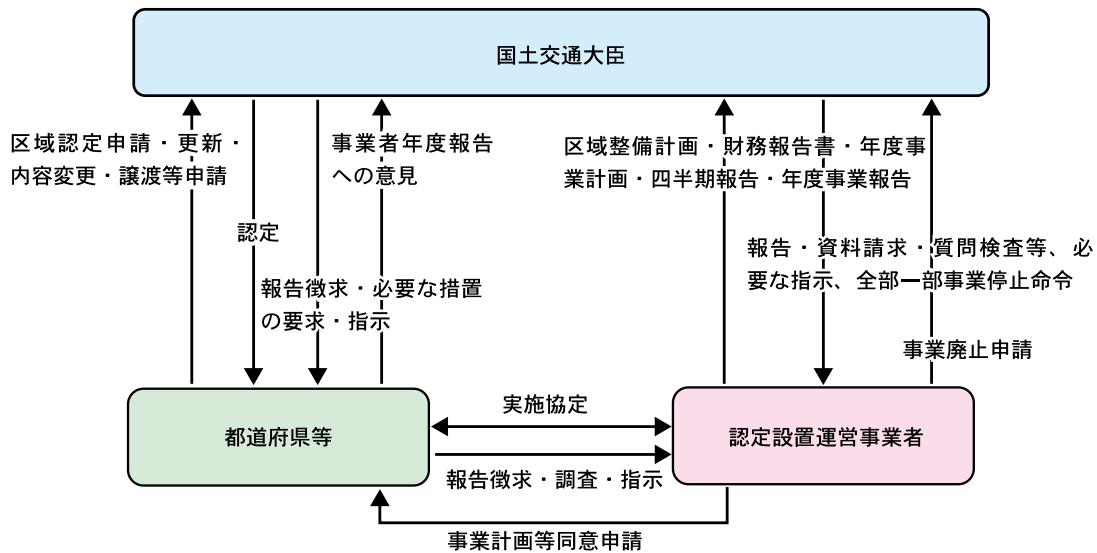 国土交通大臣
区域認定申請・更新・
内容変更・譲渡等申請
事業者年度報告
への意見
区域整備計画・財務報告書・年度事
業計画・四半期報告・年度事業報告
認定
報告・資料請求・質問検査等、必
要な指示、全部一部事業停止命令
報告徴求・必要な措置
の要求・指示
事業廃止申請
都道府県等
実施協定
認定設置運営事業者
報告徴求・調査・指示
事業計画等同意申請